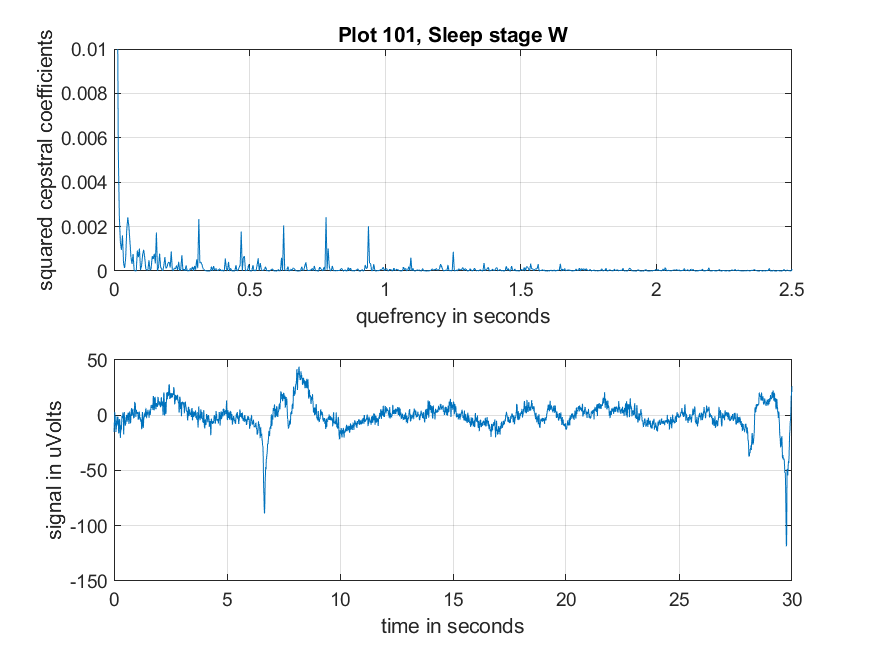 Plot 101, Sleep stage W
squared cepstral coefficients
0.01
0.008
0.006
0.004
0.002
0
0 0.5 1 1.5 2 2.5
quefrency in seconds
signal in uVolts
50
0
-50
-100
-150
0 5 10 15 20 25 30
time in seconds